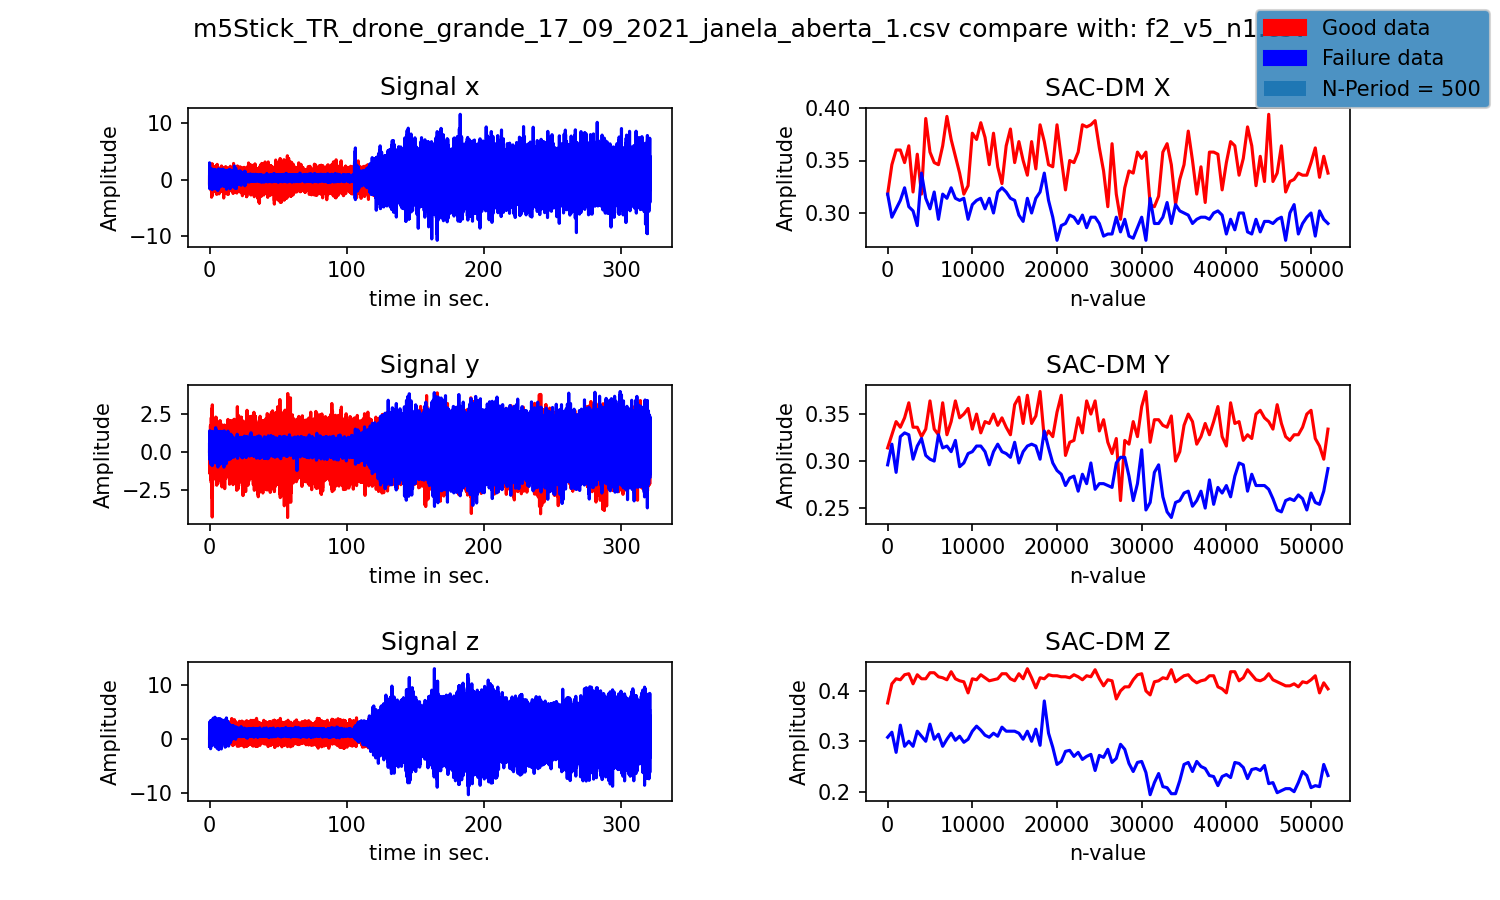 m5Stick_TR_drone_grande_17_09_2021_janela_aberta_1.csv compare with: f2_v5_n1
Good data
Failure data
N-Period = 500
Signal x
Amplitude
10
0
−10
0 100 200 300
time in sec.
SAC-DM X
Amplitude
0.40
0.35
0.30
0 10000 20000 30000 40000 50000
n-value
Signal y
Amplitude
2.5
0.0
−2.5
0 100 200 300
time in sec.
SAC-DM Y
Amplitude
0.35
0.30
0.25
0 10000 20000 30000 40000 50000
n-value
Signal z
Amplitude
10
0
−10
0 100 200 300
time in sec.
SAC-DM Z
Amplitude
0.4
0.3
0.2
0 10000 20000 30000 40000 50000
n-value